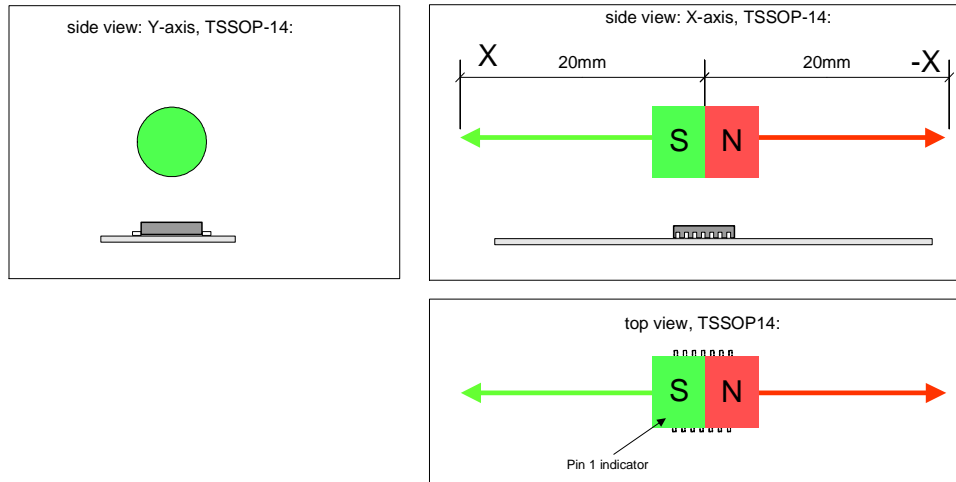 side view: Y-axis, TSSOP-14:
side view: X-axis, TSSOP-14:
X
20mm
20mm
-X
S
N
top view, TSSOP14:
S
N
Pin 1 indicator